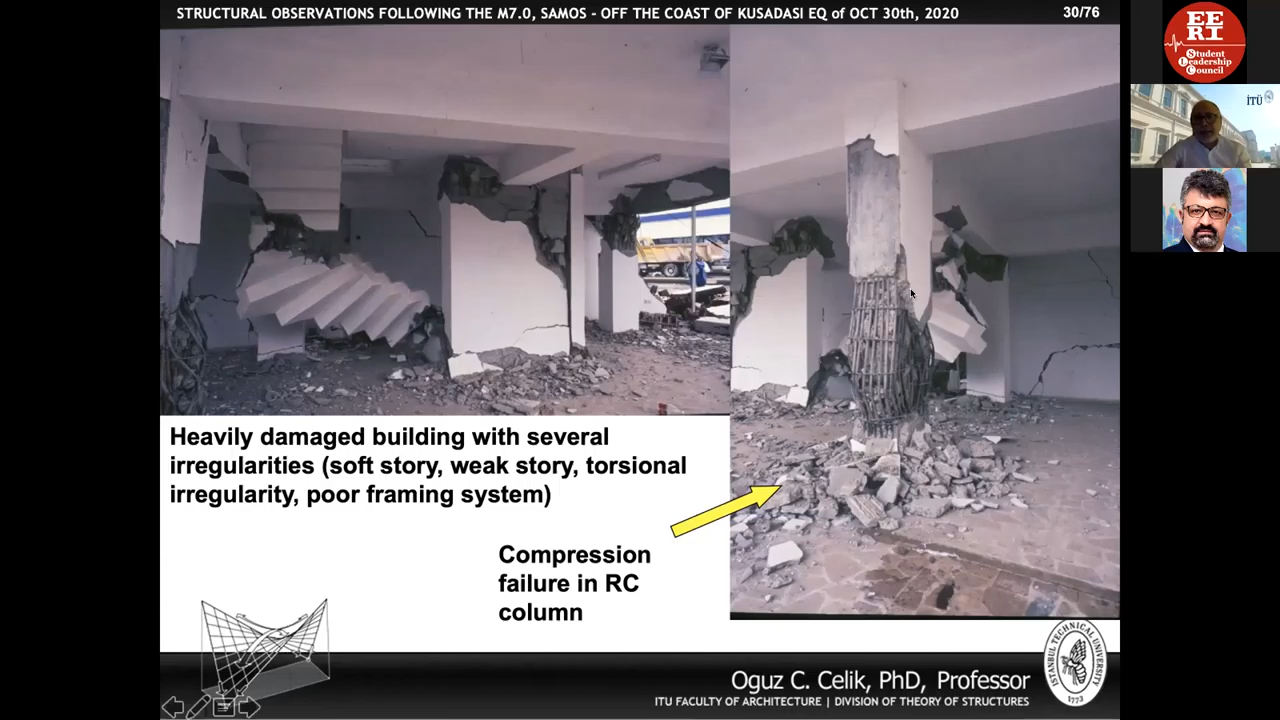 STRUCTURAL OBSERVATIONS FOLLOWING THE M7.0, SAMOS - OFF THE COAST OF KUSADASI EQ of OCT 30th, 2020
30/76
EE
RI
Student
Leadership
Council
İTÜ
Heavily damaged building with several
irregularities (soft story, weak story, torsional
irregularity, poor framing system)
Compression
failure in RC
column
ISTANBUL TECHNICAL UNIVERSITY
1773
Oguz C. Celik, PhD, Professor
ITU FACULTY OF ARCHITECTURE | DIVISION OF THEORY OF STRUCTURES